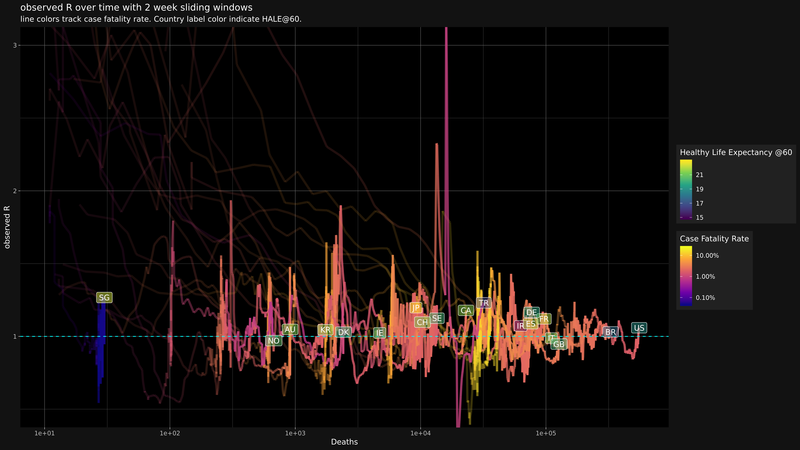 observed R over time with 2 week sliding windows
line colors track case fatality rate. Country label color indicate HALE@60.
observed R
3
2
1
SG
NO
AU
KR
DK
IE
JP
CH
SE
CA
TR
IR
DE
ES
FR
IT
GB
BR
US
1e+01
1e+02
1e+03
1e+04
1e+05
Deaths
Healthy Life Expectancy @60
21
19
17
15
Case Fatality Rate
10.00%
1.00%
0.10%